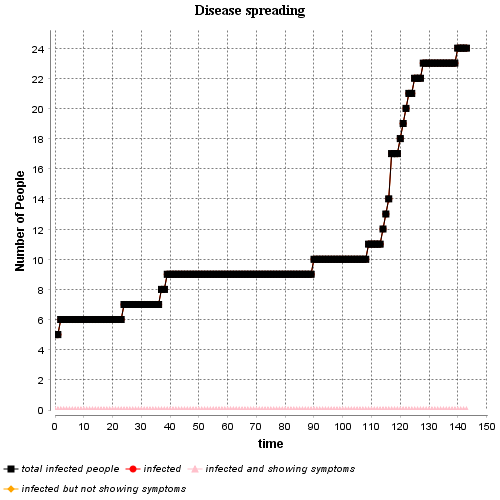 Disease spreading
Number of People
24
22
20
18
16
14
12
10
8
6
4
2
0
0 10 20 30 40 50 60 70 80 90 100 110 120 130 140 150
time
total infected people infected infected and showing symptoms
infected but not showing symptoms